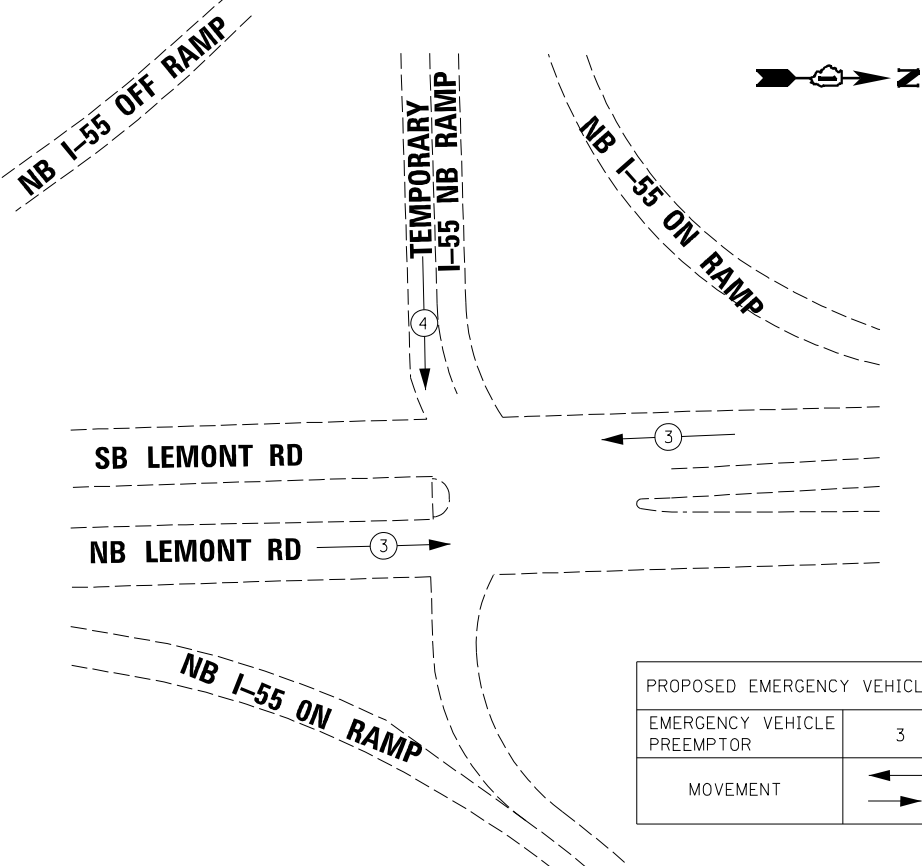 NB I-55 OFF RAMP
TEMPORARY
I-55 NB RAMP
NB I-55 ON RAMP
N
4
3
SB LEMONT RD
NB LEMONT RD
3
NB I-55 ON RAMP
PROPOSED EMERGENCY VEHICL
EMERGENCY VEHICLE
PREEMPTOR
3
MOVEMENT